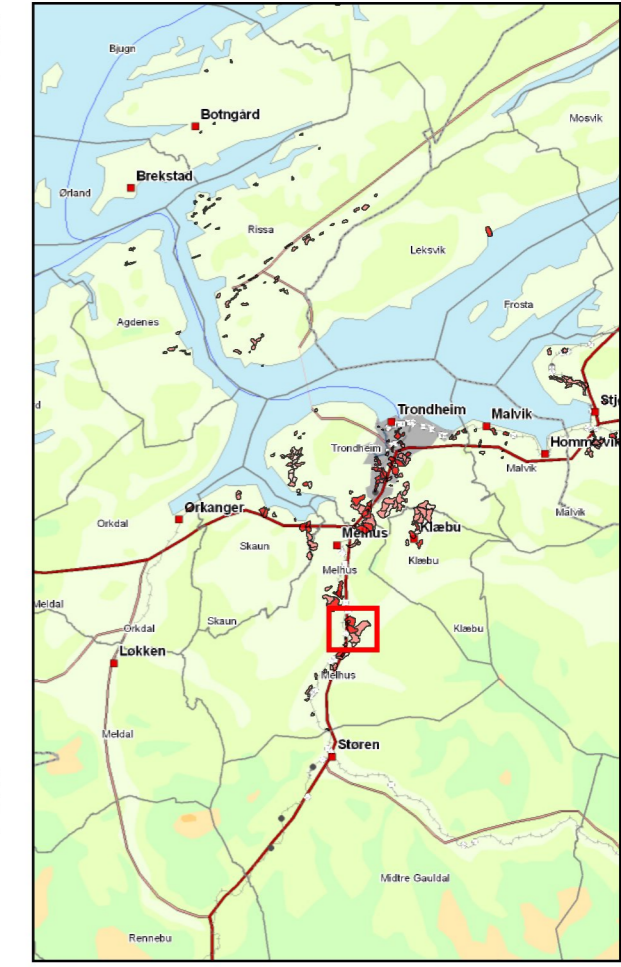 Bjugn
Botngård
Mosvik
Brekstad
Ørland
Rissa
Leksvik
Frosta
Agdenes
d
Stj
Trondheim
Malvik
Hommelvik
Trondheim
Malvik
Ørkanger
Malvik
Orkdal
Klæbu
Melhus
Skaun
Klæbu
Melhus
Meldal
Skaun
Orkdal
Klæbu
Løkken
Melhus
Meldal
Støren
Midtre Gauldal
Rennebu